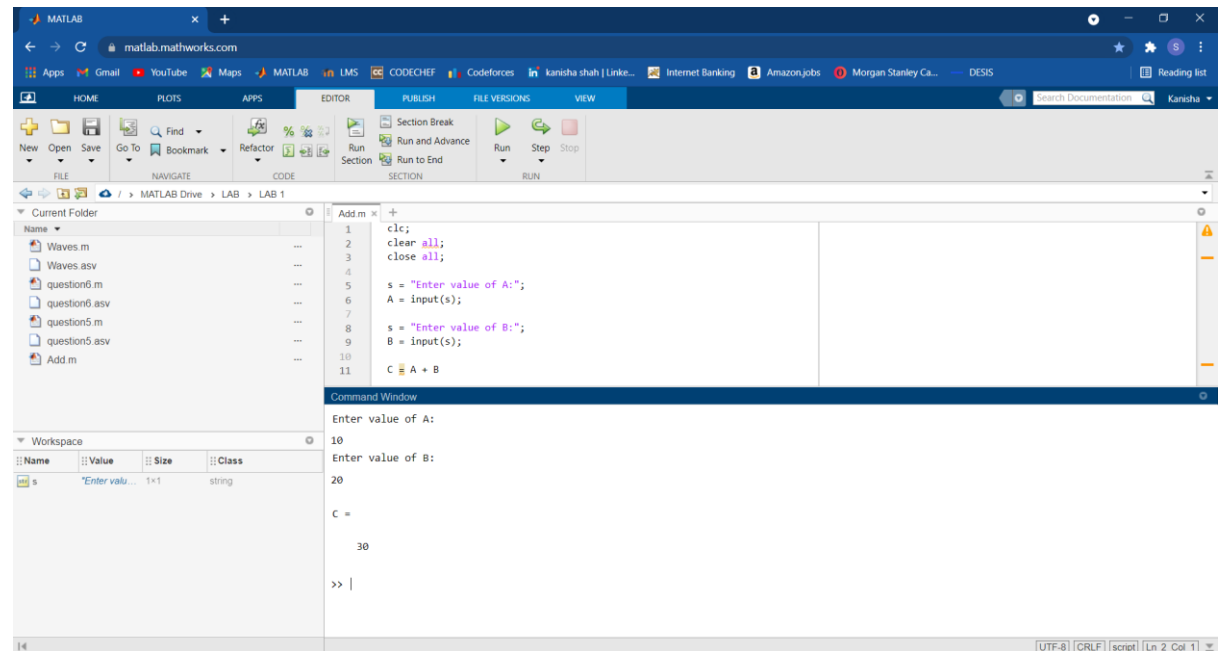 MATLAB
matlab.mathworks.com
S
Apps Gmail YouTube Maps MATLAB LMS CODECHEF Codeforces kanisha shah | Linke... Internet Banking Amazon.jobs Morgan Stanley Ca... DESIS Reading list
HOME PLOTS APPS EDITOR PUBLISH FILE VERSIONS VIEW Search Documentation Kanisha
New Open Save Go To Find Bookmark Refactor Run Section Section Break Run and Advance Run to End Run Step Stop
FILE NAVIGATE CODE SECTION RUN
/ > MATLAB Drive > LAB > LAB 1
Current Folder
Name
Waves.m
Waves.asv
question6.m
question6.asv
question5.m
question5.asv
Add.m
Workspace
Name Value Size Class
s "Enter valu... 1×1 string
Add.m
1 clc;
2 clear all;
3 close all;
4
5 s = "Enter value of A:";
6 A = input(s);
7
8 s = "Enter value of B:";
9 B = input(s);
10
11 C = A + B
Command Window
Enter value of A:
10
Enter value of B:
20
C =
30
>>
UTF-8 CRLF script Ln 2 Col 1